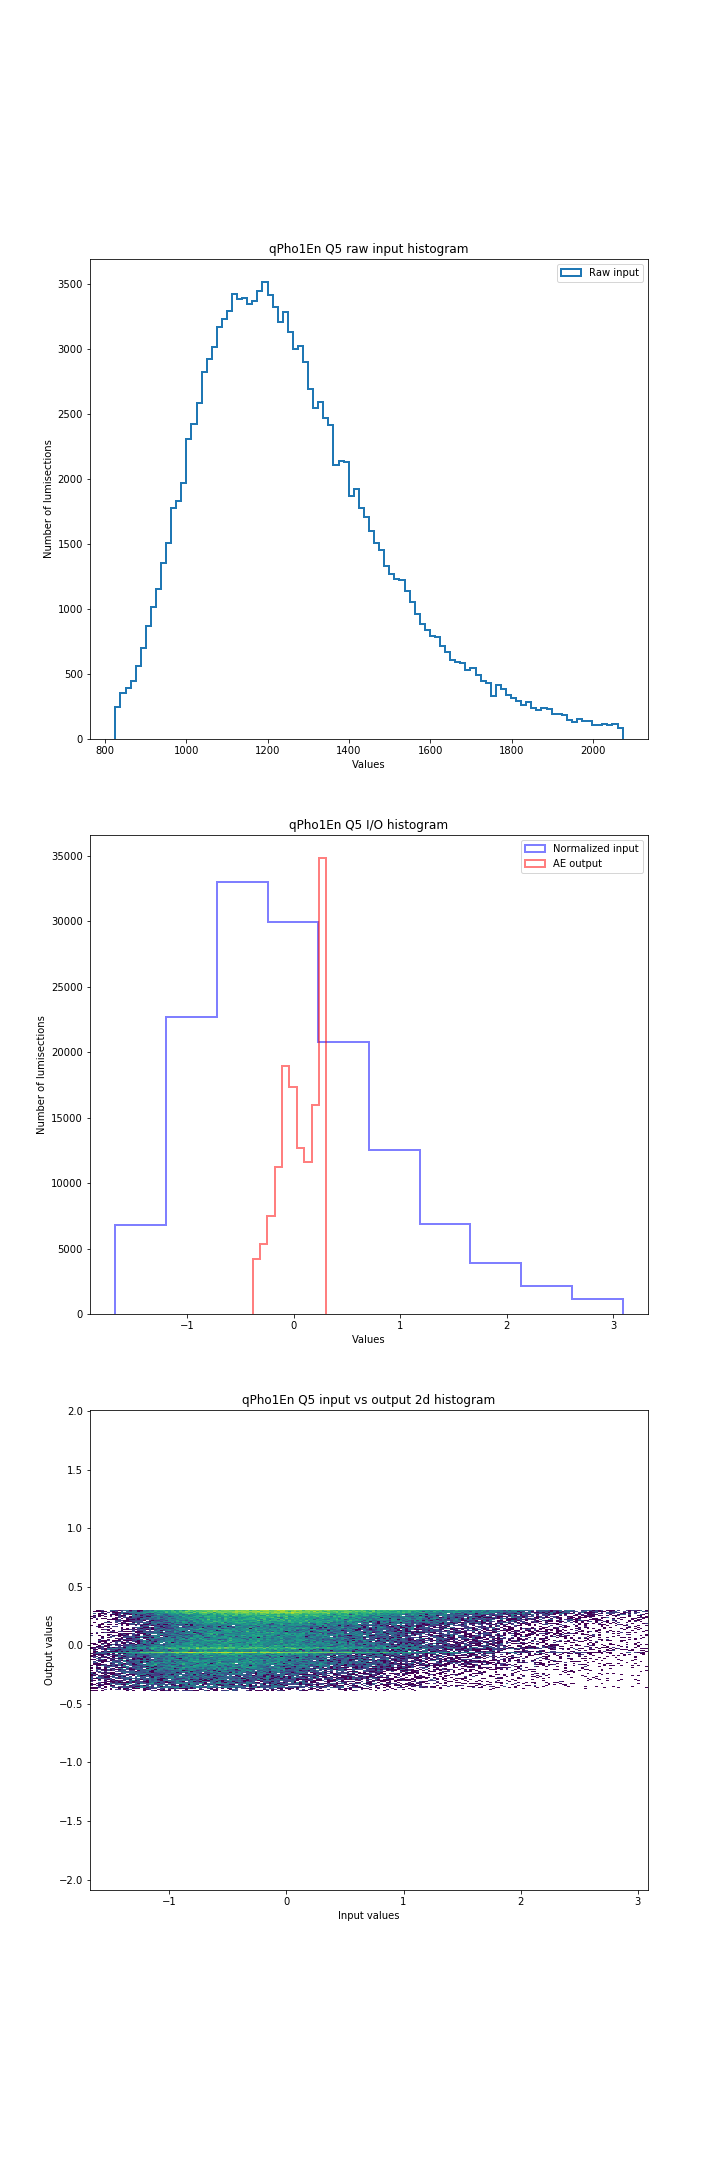 qPho1En Q5 raw input histogram
Raw input
3500
3000
2500
2000
1500
1000
500
0
Number of lumisections
800 1000 1200 1400 1600 1800 2000
Values
qPho1En Q5 I/O histogram
Normalized input
AE output
35000
30000
25000
20000
15000
10000
5000
0
Number of lumisections
−1 0 1 2 3
Values
qPho1En Q5 input vs output 2d histogram
2.0
1.5
1.0
0.5
0.0
−0.5
−1.0
−1.5
−2.0
Output values
−1 0 1 2 3
Input values